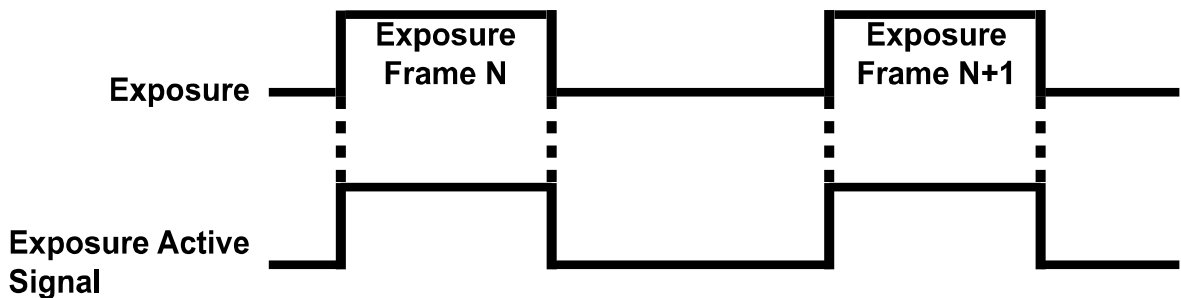 Exposure
Frame N
Exposure
Frame N+1
Exposure
Exposure Active
Signal